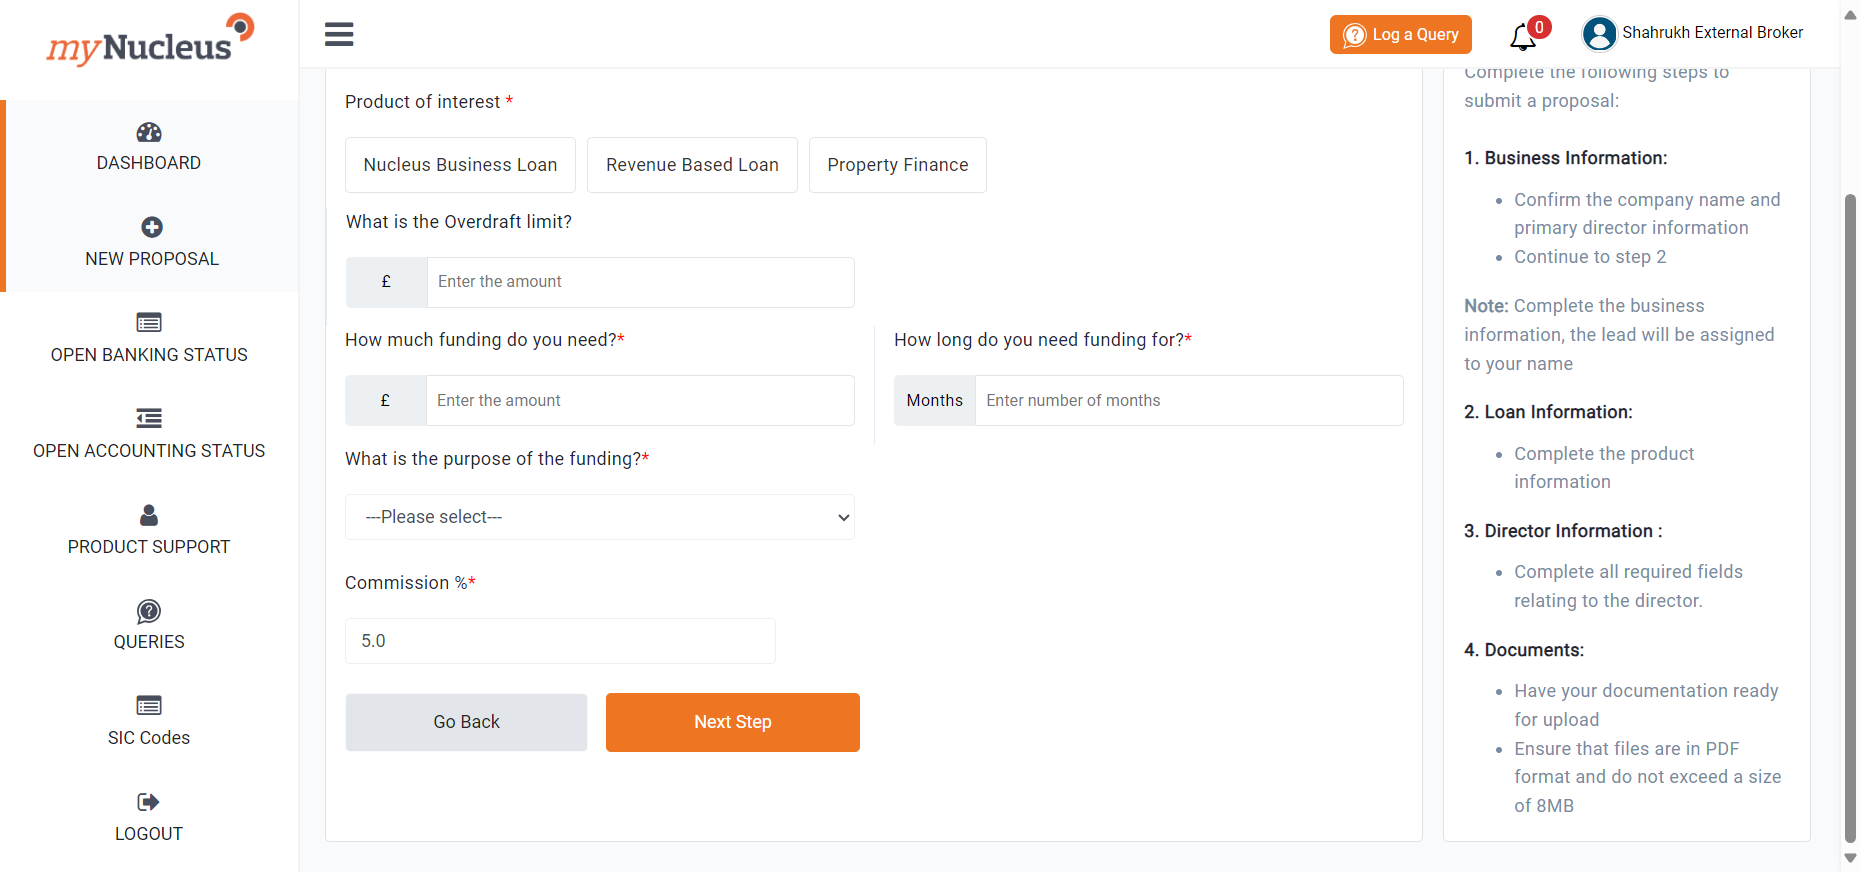 myNucleus
DASHBOARD
NEW PROPOSAL
OPEN BANKING STATUS
OPEN ACCOUNTING STATUS
PRODUCT SUPPORT
QUERIES
SIC Codes
LOGOUT
Log a Query
0
Shahrukh External Broker
Product of interest *
Nucleus Business Loan
Revenue Based Loan
Property Finance
What is the Overdraft limit?
£ Enter the amount
How much funding do you need?*
£ Enter the amount
How long do you need funding for?*
Months Enter number of months
What is the purpose of the funding?*
---Please select---
Commission %*
5.0
Go Back
Next Step
Complete the following steps to
submit a proposal:
1. Business Information:
• Confirm the company name and
primary director information
• Continue to step 2
Note: Complete the business
information, the lead will be assigned
to your name
2. Loan Information:
• Complete the product
information
3. Director Information :
• Complete all required fields
relating to the director.
4. Documents:
• Have your documentation ready
for upload
• Ensure that files are in PDF
format and do not exceed a size
of 8MB